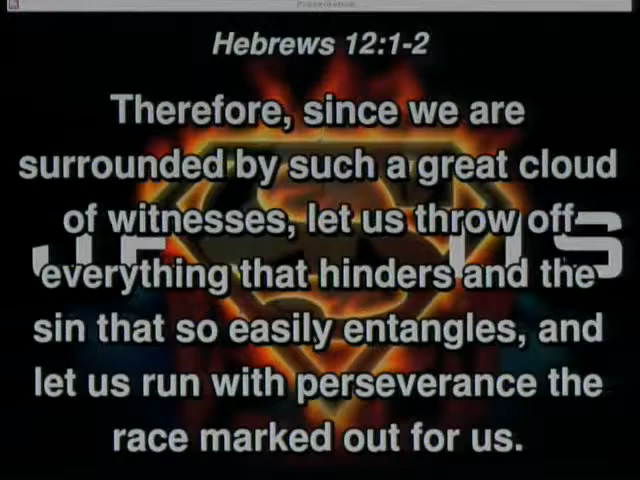 Presentation
Hebrews 12:1-2
Therefore, since we are
surrounded by such a great cloud
of witnesses, let us throw off
everything that hinders and the
sin that so easily entangles, and
let us run with perseverance the
race marked out for us.